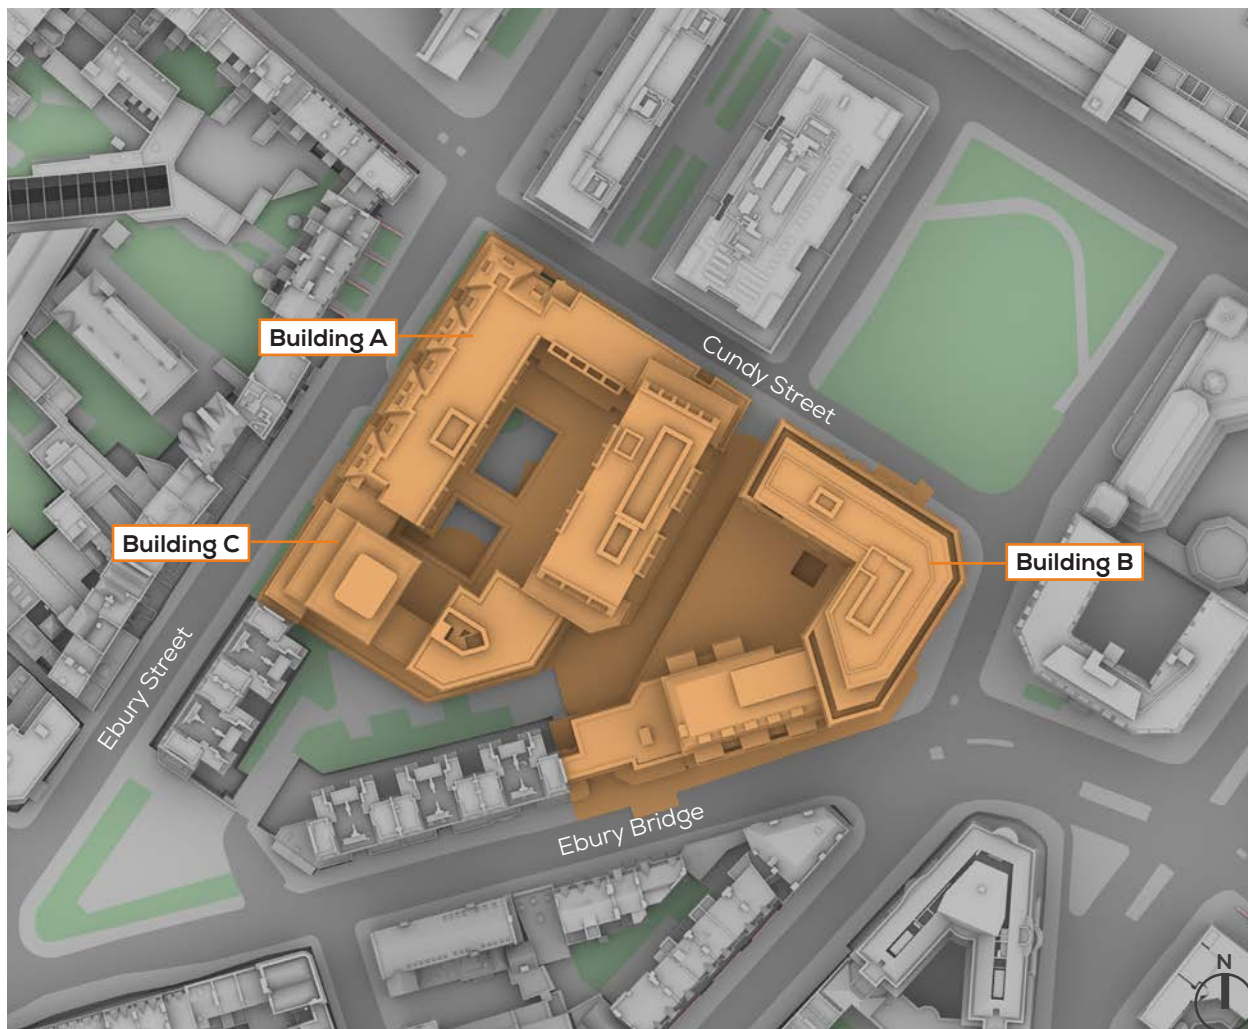 Building A
Cundy Street
Building C
Building B
Ebury Street
Ebury Bridge
N